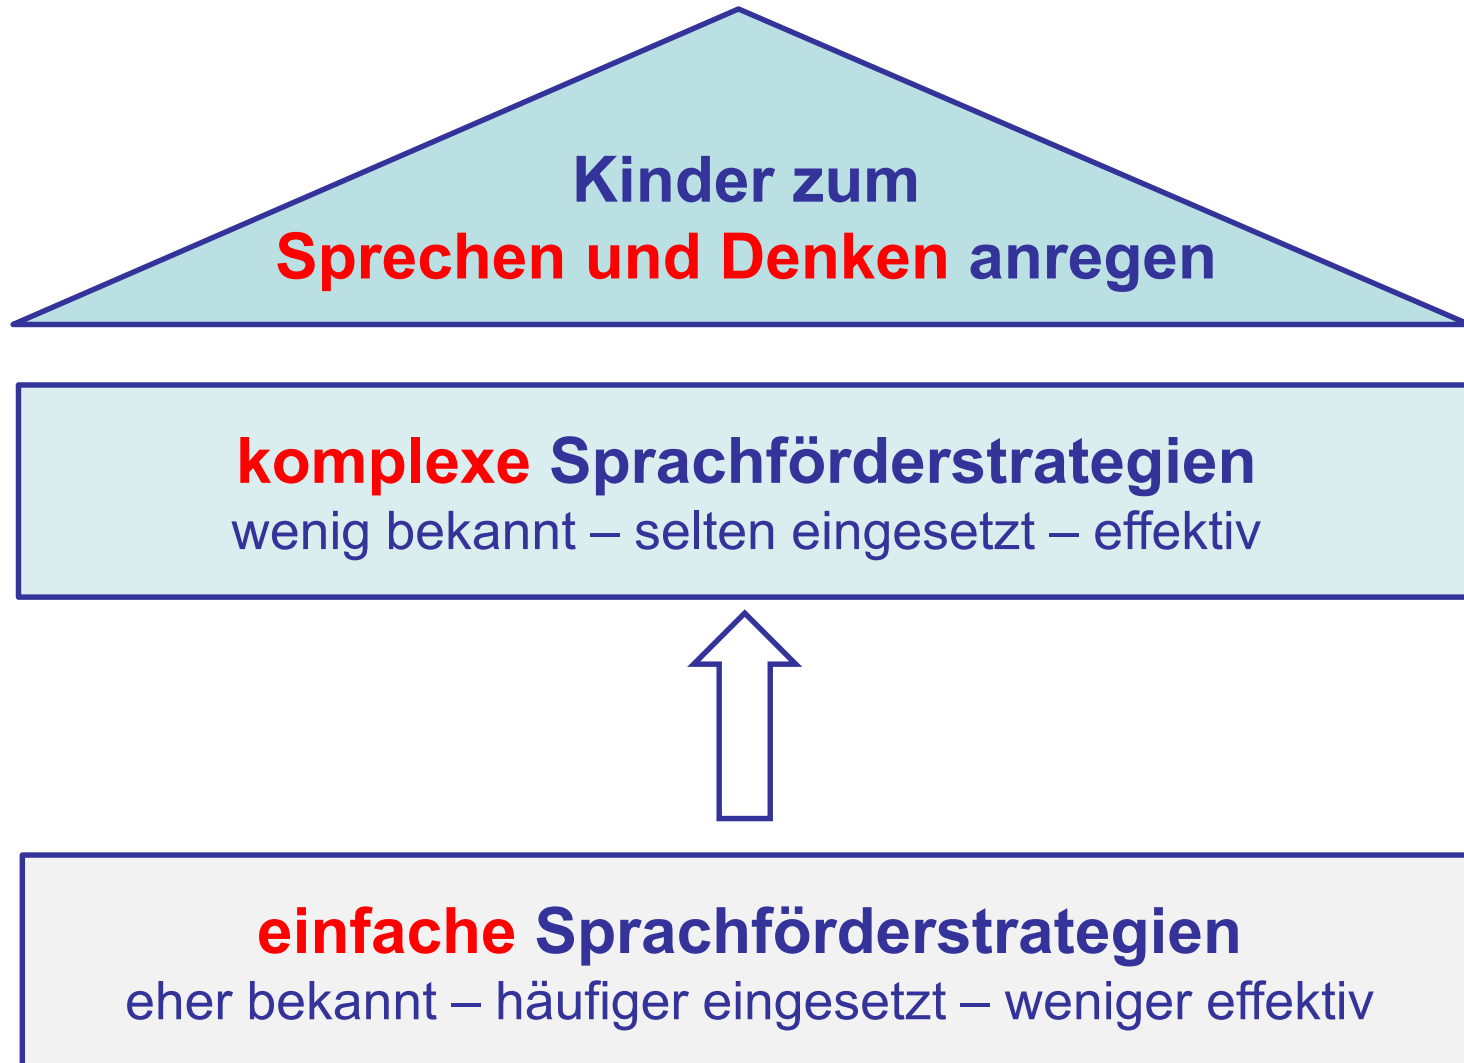 Kinder zum
Sprechen und Denken anregen
komplexe Sprachförderstrategien
wenig bekannt – selten eingesetzt – effektiv
einfache Sprachförderstrategien
eher bekannt – häufiger eingesetzt – weniger effektiv